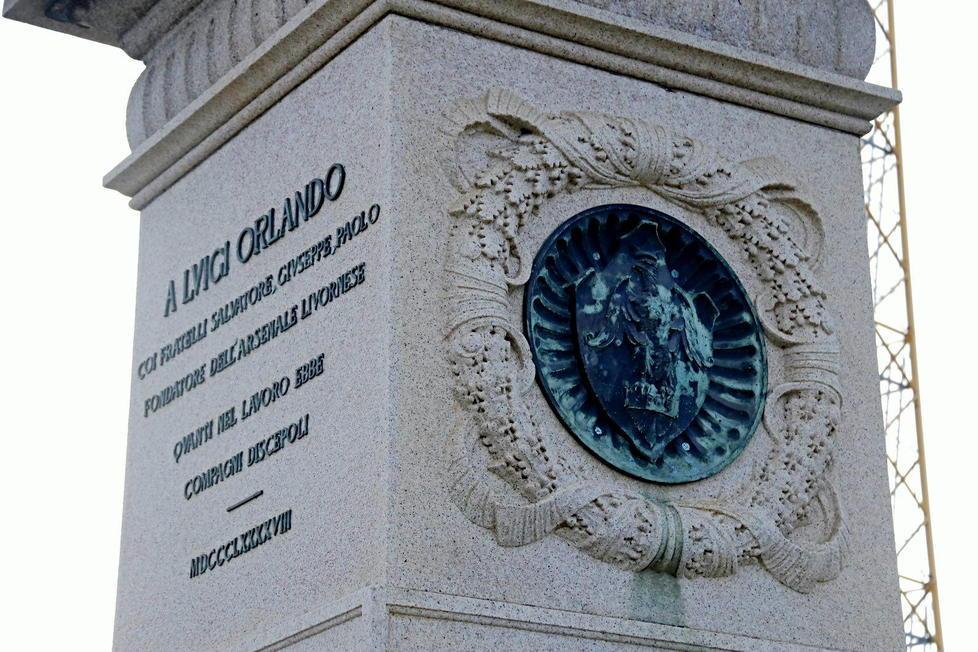 A LVIGI ORLANDO
COI FRATELLI SALVATORE, GIVSEPPE, PAOLO
FONDATORE DELL'ARSENALE LIVORNESE
QVANTI NEL LAVORO EBBE
COMPAGNI DISCEPOLI
MDCCCLXXXXVIII